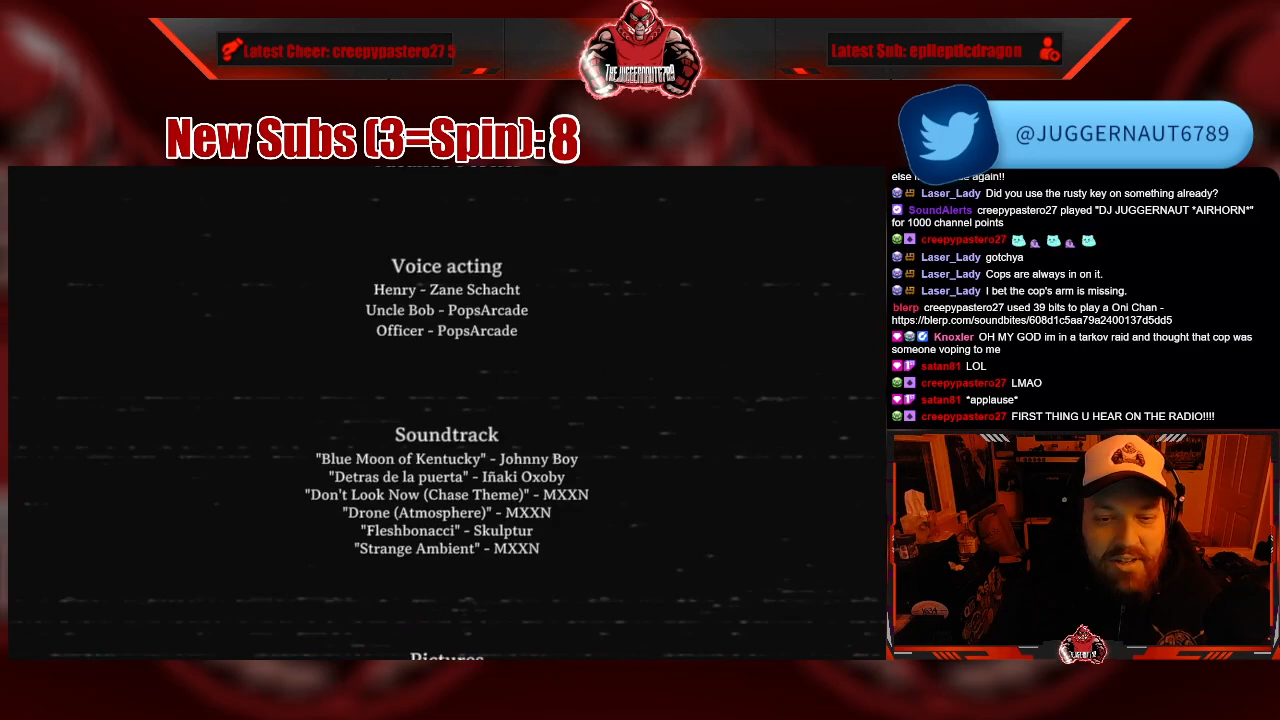 Latest Cheer: creepypastero27 5
THEJUGGERNAUT6789
Latest Sub: epilepticdragon
New Subs (3=Spin): 8
@JUGGERNAUT6789
Voice acting
Henry - Zane Schacht
Uncle Bob - PopsArcade
Officer - PopsArcade
Soundtrack
"Blue Moon of Kentucky" - Johnny Boy
"Detras de la puerta" - Iñaki Oxoby
"Don't Look Now (Chase Theme)" - MXXN
"Drone (Atmosphere)" - MXXN
"Fleshbonacci" - Skulptur
"Strange Ambient" - MXXN
Pictures
else again!!
Laser_Lady Did you use the rusty key on something already?
SoundAlerts creepypastero27 played "DJ JUGGERNAUT *AIRHORN*"
for 1000 channel points
creepypastero27
Laser_Lady gotchya
Laser_Lady Cops are always in on it.
Laser_Lady I bet the cop's arm is missing.
blerp creepypastero27 used 39 bits to play a Oni Chan -
https://blerp.com/soundbites/608d1c5aa79a2400137d5dd5
Knoxler OH MY GOD im in a tarkov raid and thought that cop was
someone voping to me
satan81 LOL
creepypastero27 LMAO
satan81 *applause*
creepypastero27 FIRST THING U HEAR ON THE RADIO!!!!